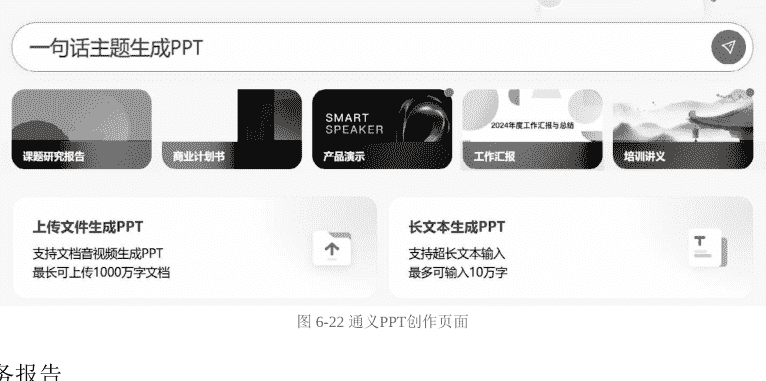 一句话主题生成PPT
SMART
SPEAKER
2024年度工作汇报与总结
课题研究报告
商业计划书
产品演示
工作汇报
培训讲义
上传文件生成PPT
支持文档音视频生成PPT
最长可上传1000万字文档
长文本生成PPT
支持超长文本输入
最多可输入10万字
T
图 6-22 通义PPT创作页面
务报告